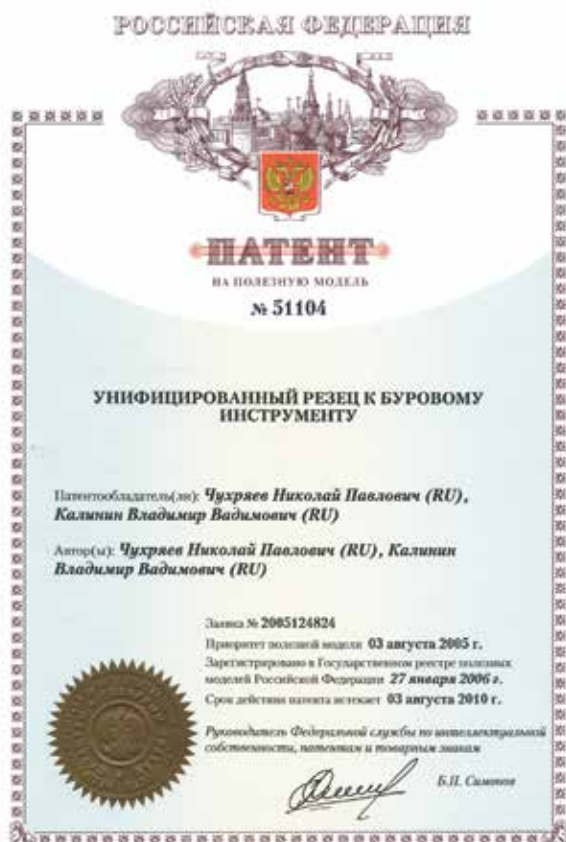 РОССИЙСКАЯ ФЕДЕРАЦИЯ
ПАТЕНТ
НА ПОЛЕЗНУЮ МОДЕЛЬ
№ 51104
УНИФИЦИРОВАННЫЙ РЕЗЕЦ К БУРОВОМУ
ИНСТРУМЕНТУ
Патентообладатель(ли): Чухряев Николай Павлович (RU),
Калинин Владимир Вадимович (RU)
Автор(ы): Чухряев Николай Павлович (RU), Калинин
Владимир Вадимович (RU)
Заявка № 2005124824
Приоритет полезной модели 03 августа 2005 г.
Зарегистрировано в Государственном реестре полезных
моделей Российской Федерации 27 января 2006 г.
Срок действия патента истекает 03 августа 2010 г.
Руководитель Федеральной службы по интеллектуальной
собственности, патентам и товарным знакам
Б.П. Симонов